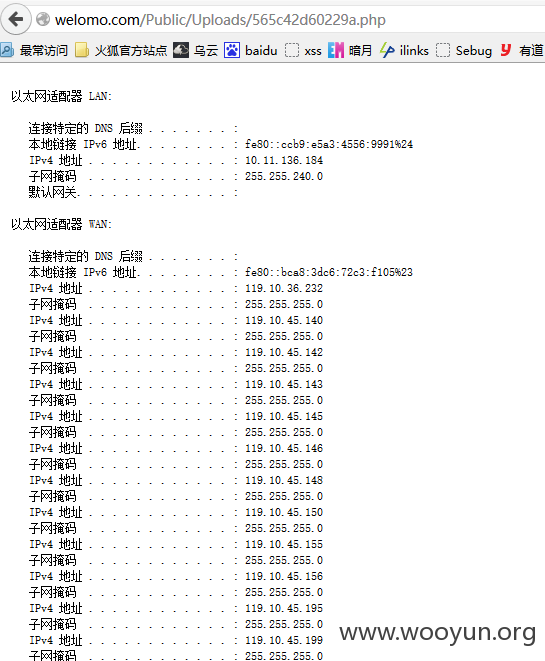 welomo.com/Public/Uploads/565c42d60229a.php
最常访问 火狐官方站点 乌云 baidu xss EM 暗月 ilinks Sebug 有道
以太网适配器 LAN:
连接特定的 DNS 后缀 . . . . . . . :
本地链接 IPv6 地址. . . . . . . . : fe80::ccb9:e5a3:4556:9991%24
IPv4 地址 . . . . . . . . . . . . : 10.11.136.184
子网掩码 . . . . . . . . . . . . : 255.255.240.0
默认网关. . . . . . . . . . . . . :
以太网适配器 WAN:
连接特定的 DNS 后缀 . . . . . . . :
本地链接 IPv6 地址. . . . . . . . : fe80::bca8:3dc6:72c3:f105%23
IPv4 地址 . . . . . . . . . . . . : 119.10.36.232
子网掩码 . . . . . . . . . . . . : 255.255.255.0
IPv4 地址 . . . . . . . . . . . . : 119.10.45.140
子网掩码 . . . . . . . . . . . . : 255.255.255.0
IPv4 地址 . . . . . . . . . . . . : 119.10.45.142
子网掩码 . . . . . . . . . . . . : 255.255.255.0
IPv4 地址 . . . . . . . . . . . . : 119.10.45.143
子网掩码 . . . . . . . . . . . . : 255.255.255.0
IPv4 地址 . . . . . . . . . . . . : 119.10.45.145
子网掩码 . . . . . . . . . . . . : 255.255.255.0
IPv4 地址 . . . . . . . . . . . . : 119.10.45.146
子网掩码 . . . . . . . . . . . . : 255.255.255.0
IPv4 地址 . . . . . . . . . . . . : 119.10.45.148
子网掩码 . . . . . . . . . . . . : 255.255.255.0
IPv4 地址 . . . . . . . . . . . . : 119.10.45.150
子网掩码 . . . . . . . . . . . . : 255.255.255.0
IPv4 地址 . . . . . . . . . . . . : 119.10.45.155
子网掩码 . . . . . . . . . . . . : 255.255.255.0
IPv4 地址 . . . . . . . . . . . . : 119.10.45.156
子网掩码 . . . . . . . . . . . . : 255.255.255.0
IPv4 地址 . . . . . . . . . . . . : 119.10.45.195
子网掩码 . . . . . . . . . . . . : 255.255.255.0
IPv4 地址 . . . . . . . . . . . . : 119.10.45.199
子网掩码 . . . . . . . . . . . . : 255.255.255.0
www.wooyun.org